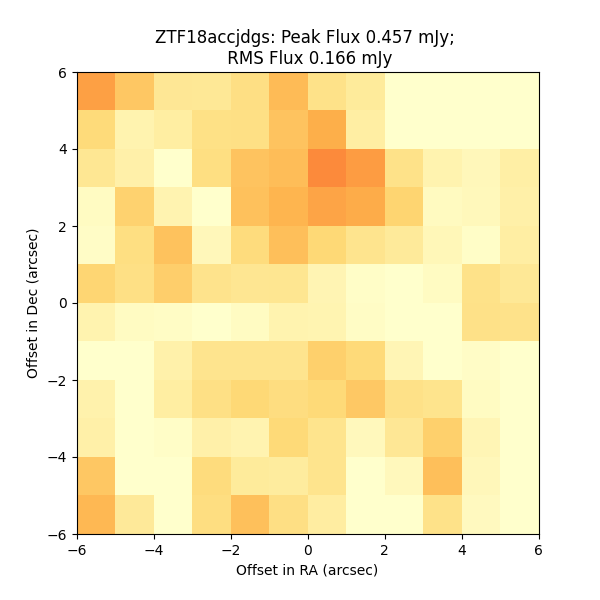 ZTF18accjdgs: Peak Flux 0.457 mJy;
RMS Flux 0.166 mJy
6
4
2
0
−2
−4
−6
Offset in Dec (arcsec)
−6 −4 −2 0 2 4 6
Offset in RA (arcsec)